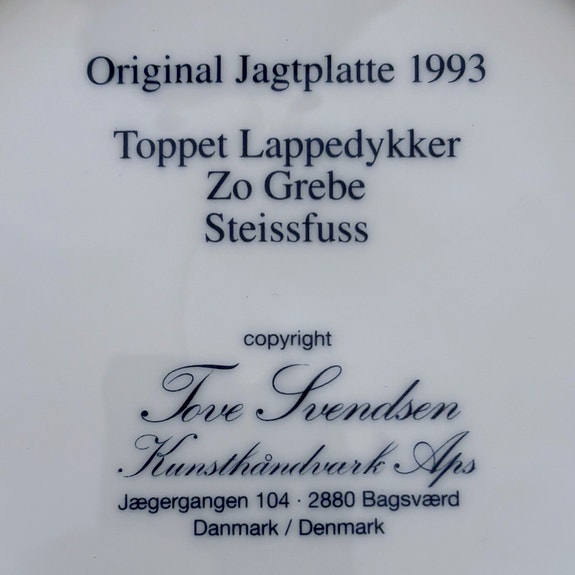 Original Jagtplatte 1993
Toppet Lappedykker
Zo Grebe
Steissfuss
copyright
Tove Svendsen
Kunsthåndværk Aps
Jægergangen 104 · 2880 Bagsværd
Danmark / Denmark